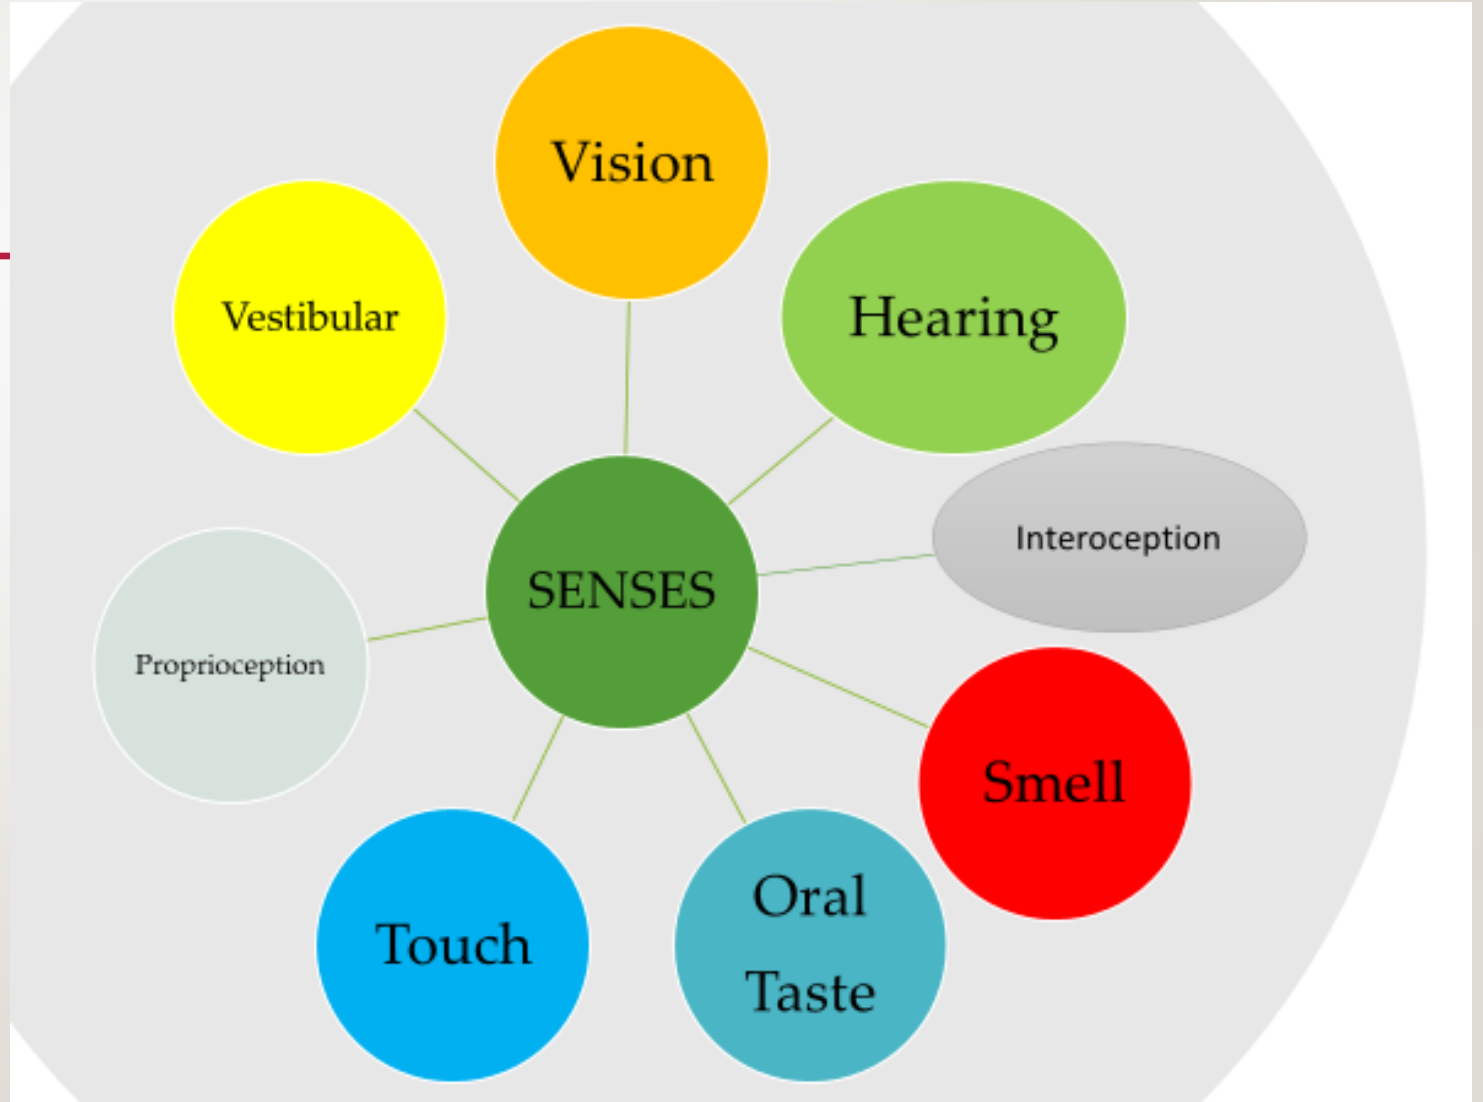 Vision
Vestibular
Hearing
Interoception
SENSES
Proprioception
Smell
Touch
Oral
Taste